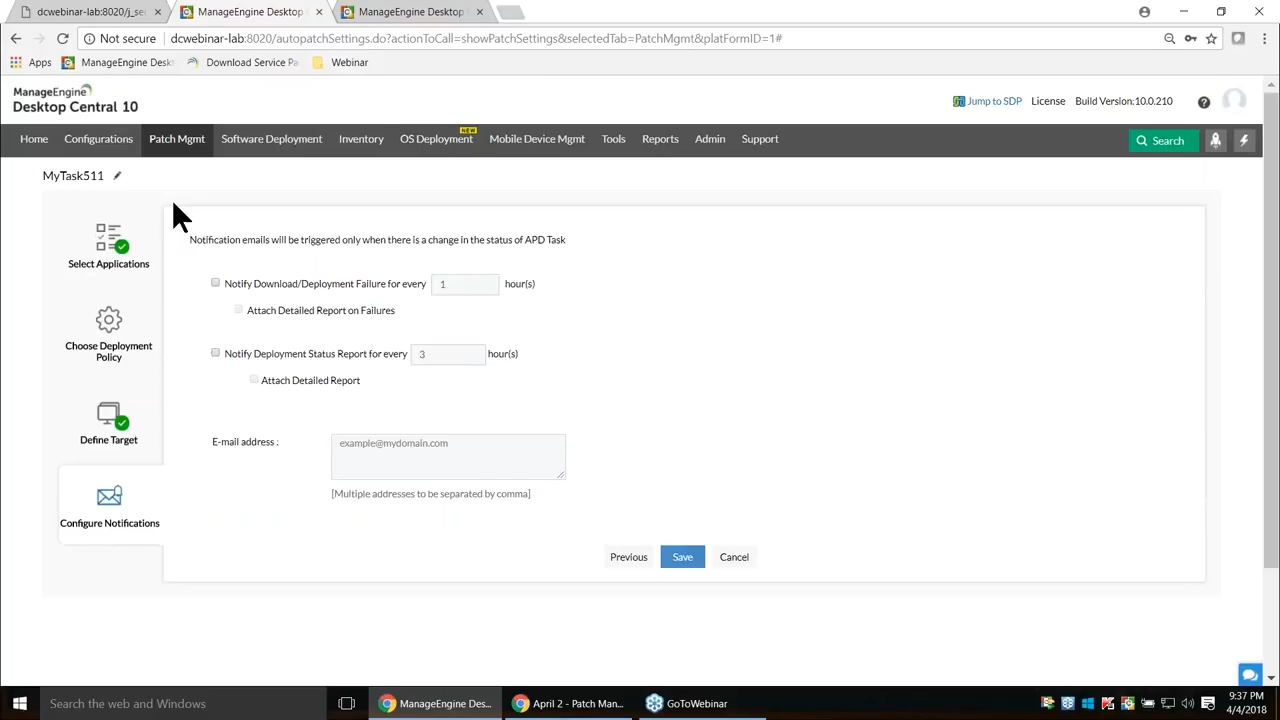 dcwebinar-lab:8020/j_se
ManageEngine Desktop
ManageEngine Desktop C
Not secure
dcwebinar-lab:8020/autopatchSettings.do?actionToCall=showPatchSettings&selectedTab=PatchMgmt&platFormID=1#
Apps
ManageEngine Deskt
Download Service Pa
Webinar
ManageEngine
Desktop Central 10
Jump to SDP
License
Build Version:10.0.210
Home
Configurations
Patch Mgmt
Software Deployment
Inventory
OS Deployment
NEW
Mobile Device Mgmt
Tools
Reports
Admin
Support
Search
MyTask511
Select Applications
Choose Deployment
Policy
Define Target
Configure Notifications
Notification emails will be triggered only when there is a change in the status of APD Task
Notify Download/Deployment Failure for every 1 hour(s)
Attach Detailed Report on Failures
Notify Deployment Status Report for every 3 hour(s)
Attach Detailed Report
E-mail address :
example@mydomain.com
[Multiple addresses to be separated by comma]
Previous
Save
Cancel
Search the web and Windows
ManageEngine Des...
April 2 - Patch Man...
GoToWebinar
9:37 PM
4/4/2018